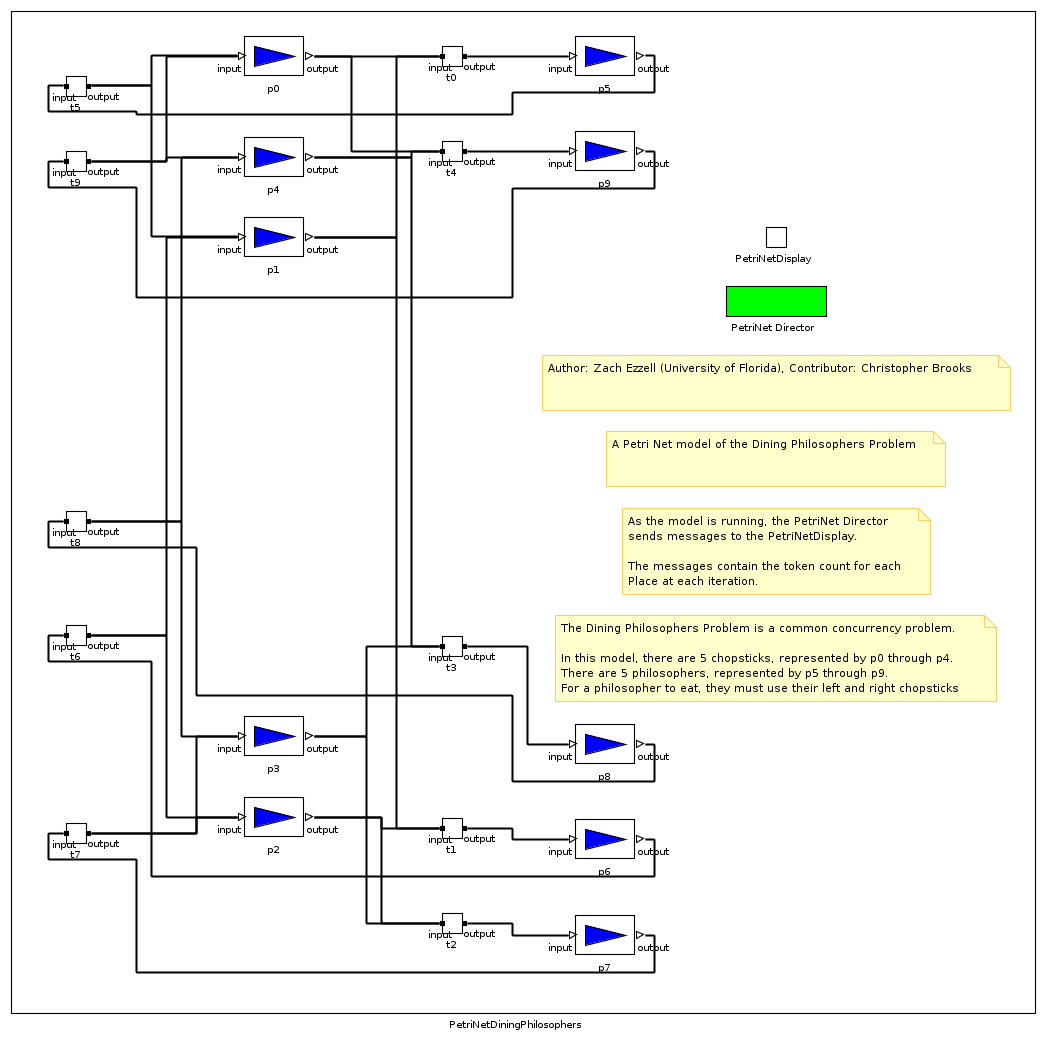 input output p0
input output t0
input output p5
input output t5
input output p4
input output t4
input output p9
input output t9
input output p1
PetriNetDisplay
PetriNet Director
Author: Zach Ezzell (University of Florida), Contributor: Christopher Brooks
A Petri Net model of the Dining Philosophers Problem
As the model is running, the PetriNet Director
sends messages to the PetriNetDisplay.
The messages contain the token count for each
Place at each iteration.
input output t8
input output t6
input output t3
The Dining Philosophers Problem is a common concurrency problem.
In this model, there are 5 chopsticks, represented by p0 through p4.
There are 5 philosophers, represented by p5 through p9.
For a philosopher to eat, they must use their left and right chopsticks
input output p3
input output p8
input output p2
input output t7
input output t1
input output p6
input output t2
input output p7
PetriNetDiningPhilosophers